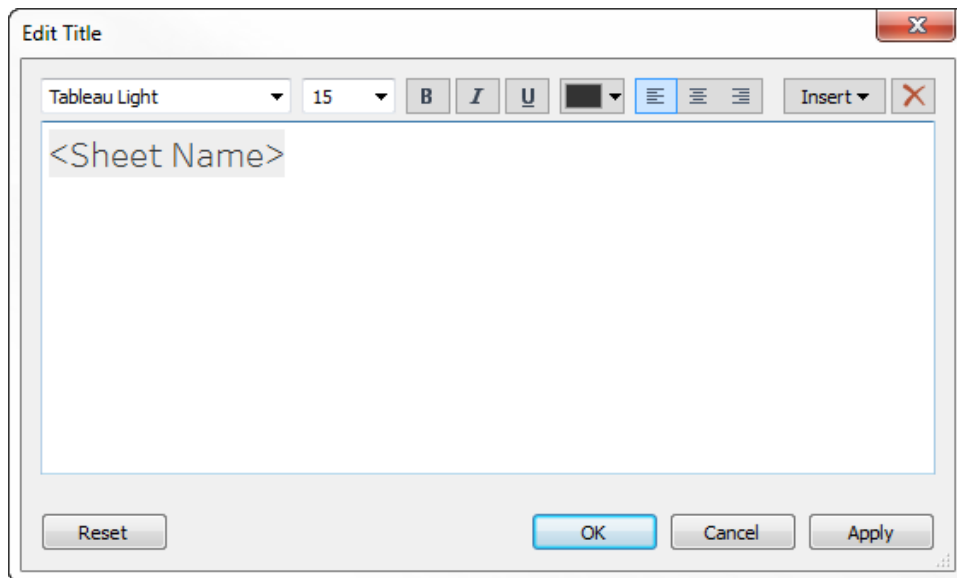 Edit Title
Tableau Light 15 B I U Insert
<Sheet Name>
Reset OK Cancel Apply